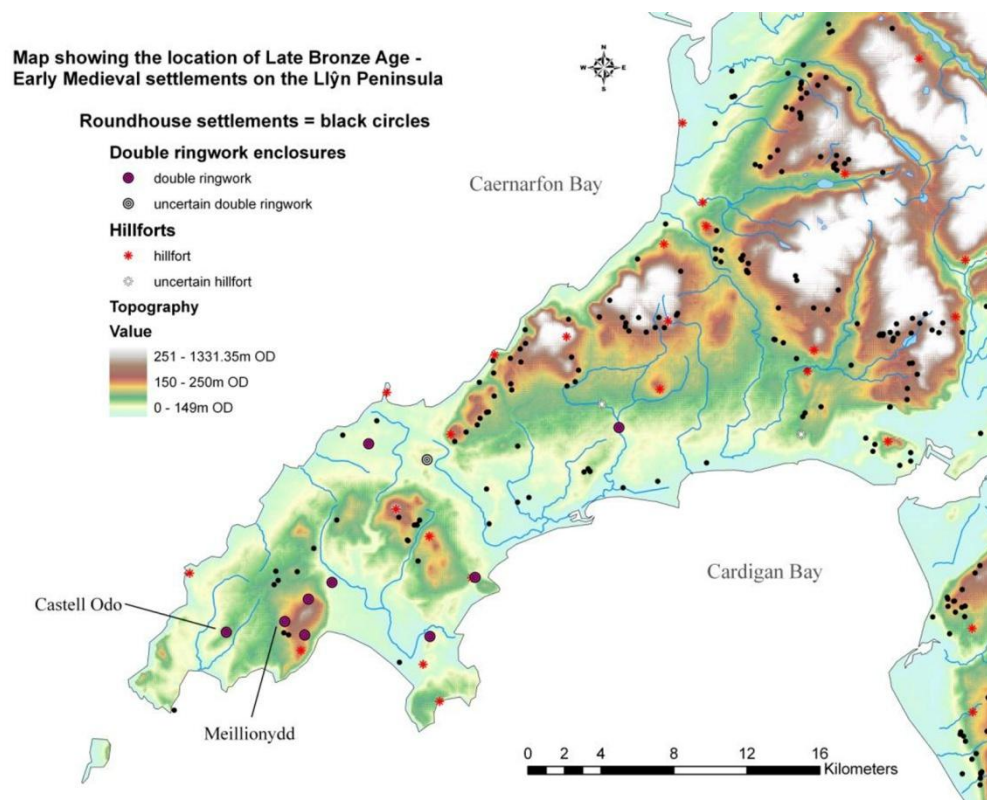 Map showing the location of Late Bronze Age -
Early Medieval settlements on the Llŷn Peninsula
Roundhouse settlements = black circles
Double ringwork enclosures
double ringwork
uncertain double ringwork
Hillforts
hillfort
uncertain hillfort
Topography
Value
251 - 1331.35m OD
150 - 250m OD
0 - 149m OD
N
W E
S
Caernarfon Bay
Cardigan Bay
Castell Odo
Meillionydd
0 2 4 8 12 16
Kilometers